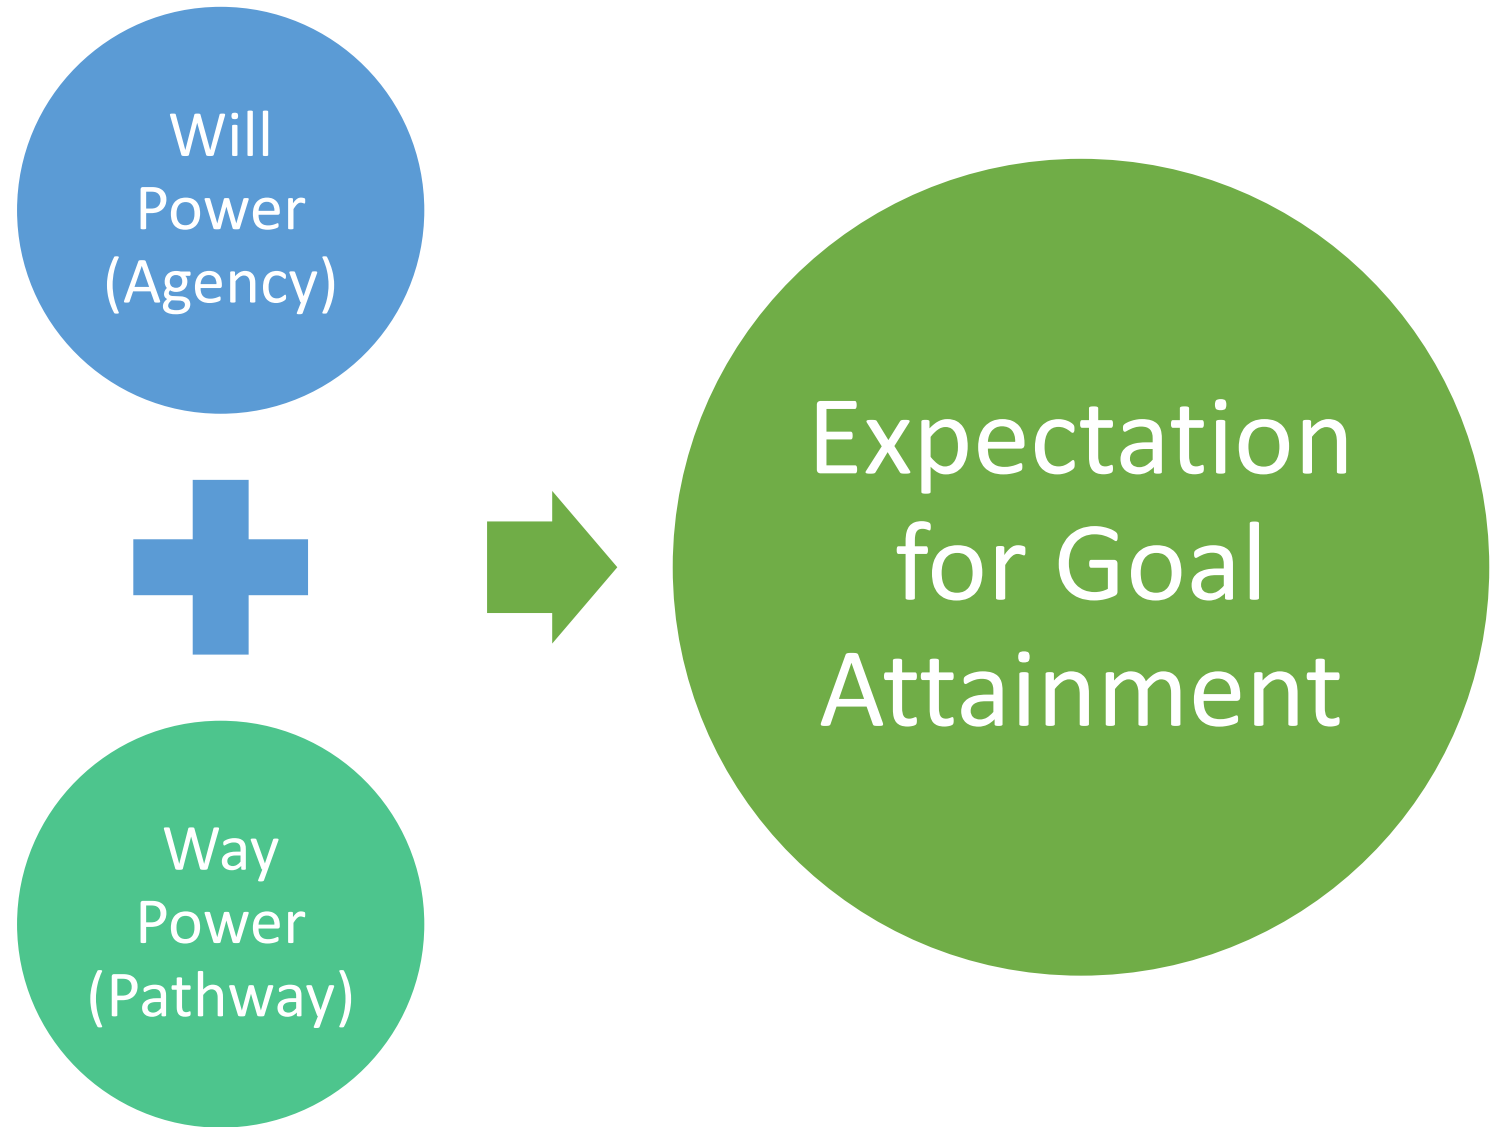 Will
Power
(Agency)
Way
Power
(Pathway)
Expectation
for Goal
Attainment